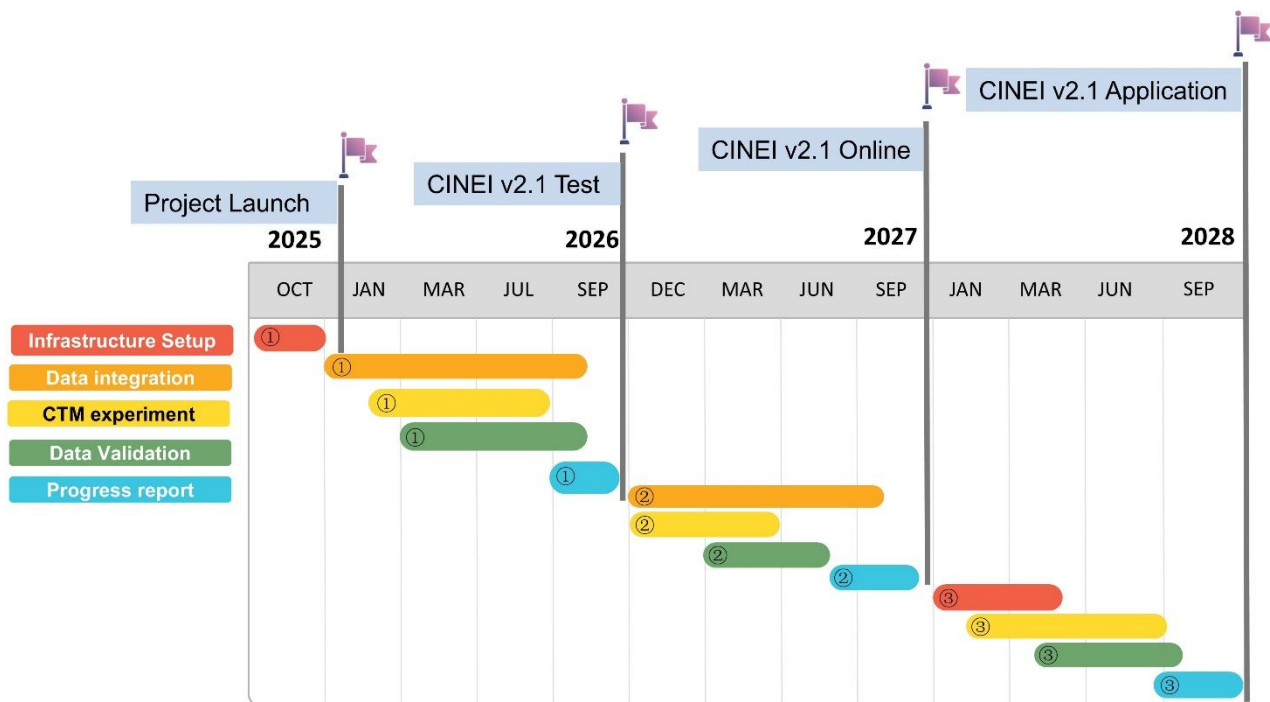 CINEI v2.1 Application
CINEI v2.1 Online
CINEI v2.1 Test
Project Launch
2025 2026 2027 2028
OCT JAN MAR JUL SEP DEC MAR JUN SEP JAN MAR JUN SEP
Infrastructure Setup ①
Data integration ①
CTM experiment ①
Data Validation ①
Progress report ①
②
②
②
②
③
③
③
③